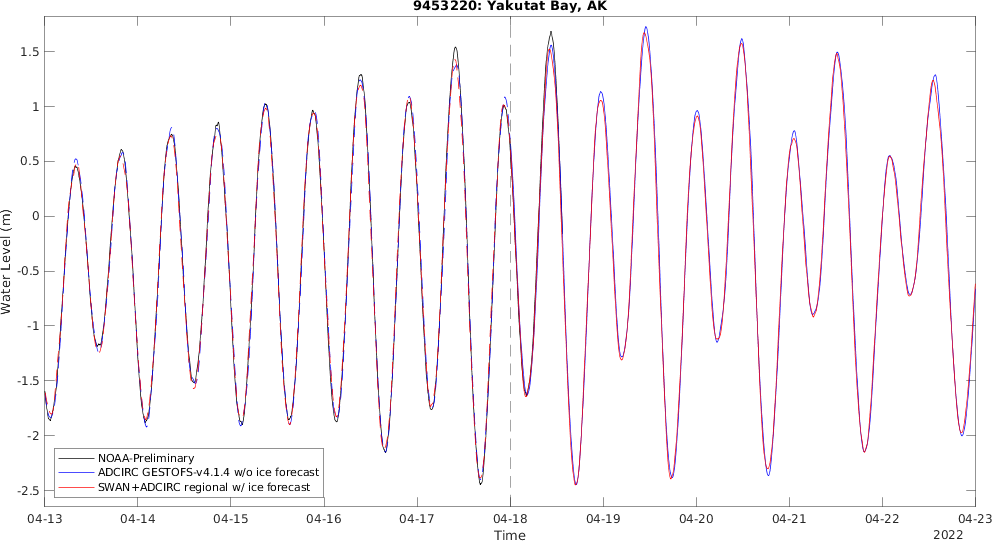 9453220: Yakutat Bay, AK
Water Level (m)
1.5
1
0.5
0
-0.5
-1
-1.5
-2
-2.5
NOAA-Preliminary
ADCIRC GESTOFS-v4.1.4 w/o ice forecast
SWAN+ADCIRC regional w/ ice forecast
04-13 04-14 04-15 04-16 04-17 04-18 04-19 04-20 04-21 04-22 04-23
Time
2022